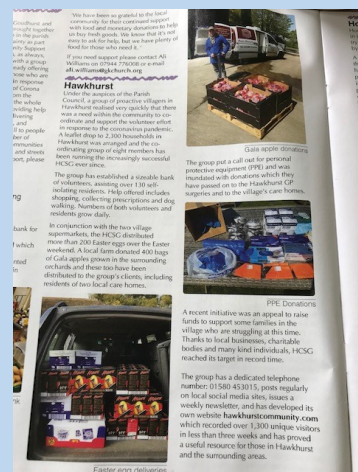 We have been so grateful to the local
community for their continued support
with food and monetary donations to help
us buy fresh goods. We know that it's not
easy to ask for help, but we have plenty of
food for those who need it.
If you need support please contact Ali
Williams on 07944 778008 or e-mail
ali.williams@gkchurch.org
Hawkhurst
Under the auspices of the Parish
Council, a group of proactive villagers in
Hawkhurst realised very quickly that there
was a need within the community to co-
ordinate and support the volunteer effort
in response to the coronavirus pandemic.
A leaflet drop to 2,300 households in
Hawkhurst was arranged and the co-
ordinating group of eight members has
been running the increasingly successful
HCSG ever since.
The group has established a sizeable bank
of volunteers, assisting over 130 self-
isolating residents. Help offered includes
shopping, collecting prescriptions and dog
walking. Numbers of both volunteers and
residents grow daily.
In conjunction with the two village
supermarkets, the HCSG distributed
more than 200 Easter eggs over the Easter
weekend. A local farm donated 400 bags
of Gala apples grown in the surrounding
orchards and these too have been
distributed to the group's clients, including
residents of two local care homes.
Easter egg deliveries
Gala apple donations
The group put a call out for personal
protective equipment (PPE) and was
inundated with donations which they
have passed on to the Hawkhurst GP
surgeries and to the village's care homes.
PPE Donations
A recent initiative was an appeal to raise
funds to support some families in the
village who are struggling at this time.
Thanks to local businesses, charitable
bodies and many kind individuals, HCSG
reached its target in record time.
The group has a dedicated telephone
number: 01580 453015, posts regularly
on local social media sites, issues a
weekly newsletter, and has developed its
own website hawkhurstcommunity.com
which recorded over 1,300 unique visitors
in less than three weeks and has proved
a useful resource for those in Hawkhurst
and the surrounding areas.